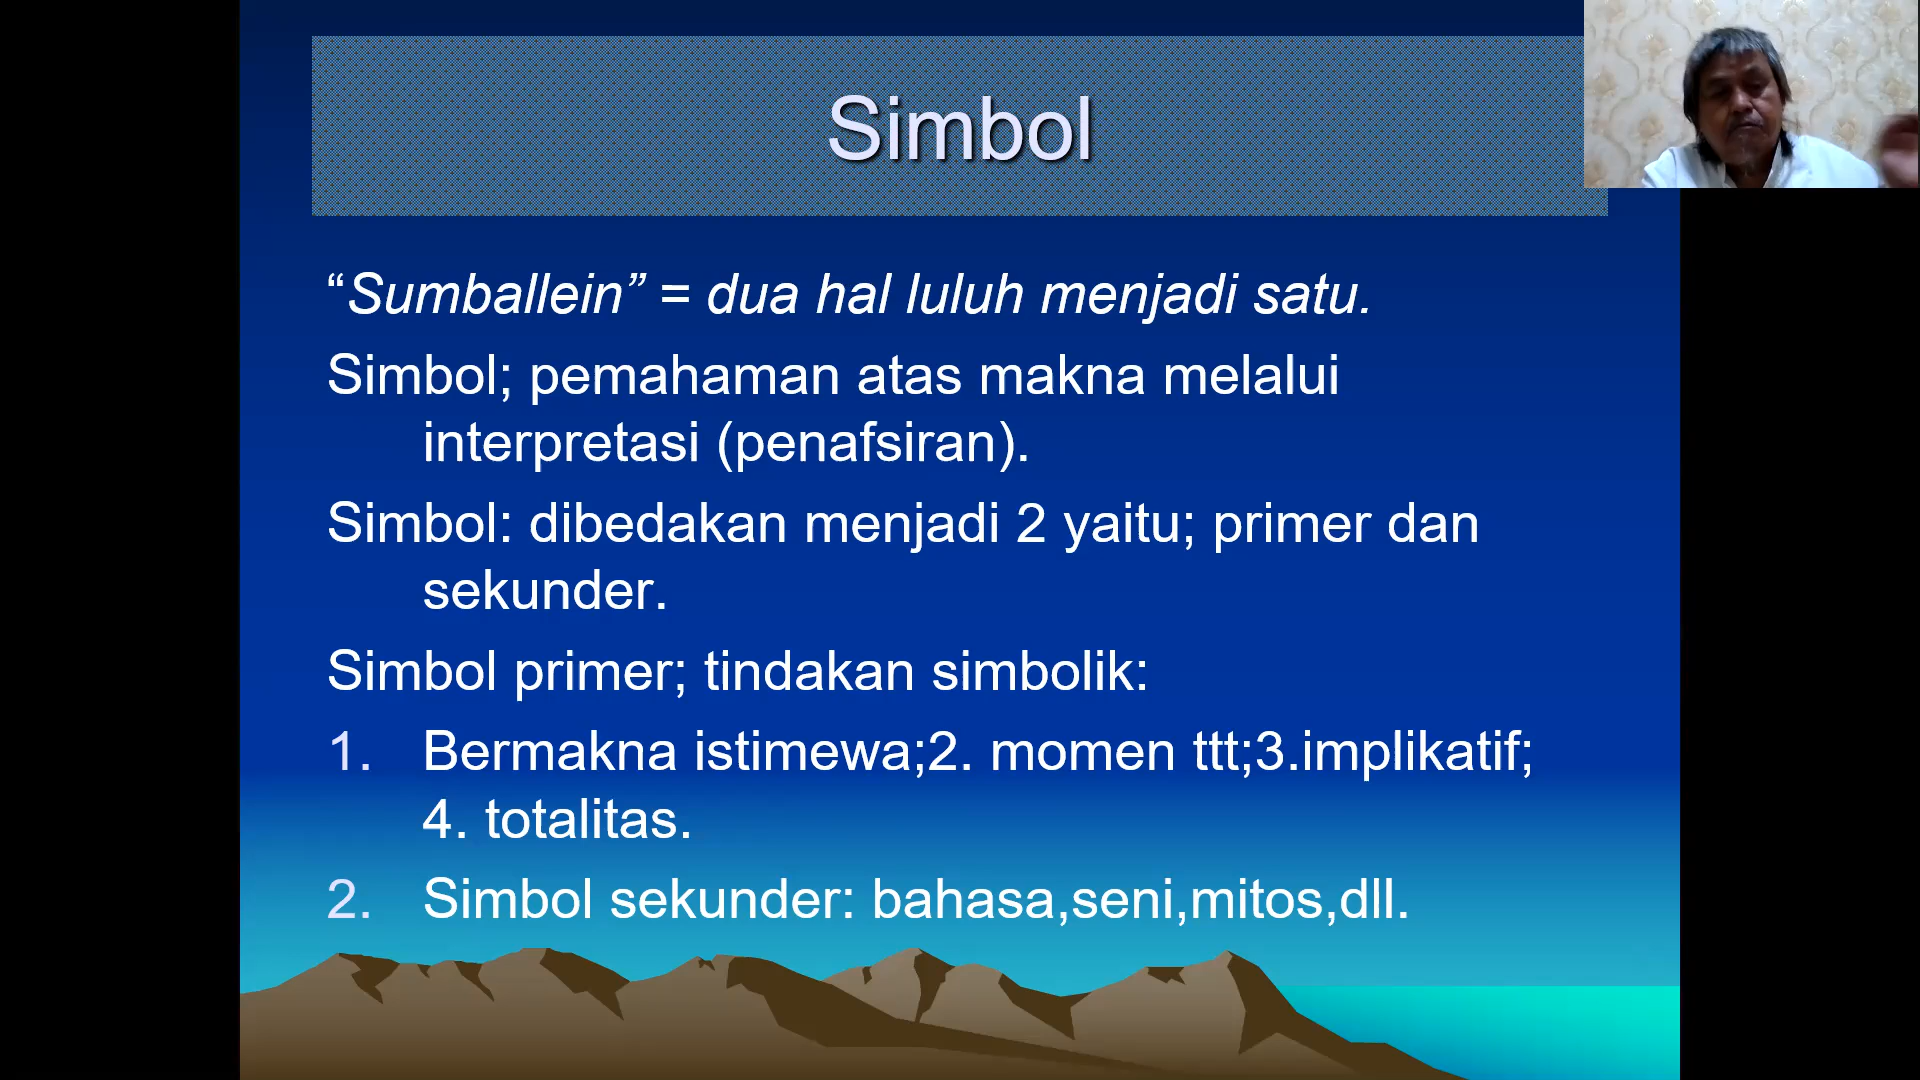 Simbol
“Sumballein” = dua hal luluh menjadi satu.
Simbol; pemahaman atas makna melalui
interpretasi (penafsiran).
Simbol: dibedakan menjadi 2 yaitu; primer dan
sekunder.
Simbol primer; tindakan simbolik:
1. Bermakna istimewa;2. momen ttt;3.implikatif;
4. totalitas.
2. Simbol sekunder: bahasa,seni,mitos,dll.